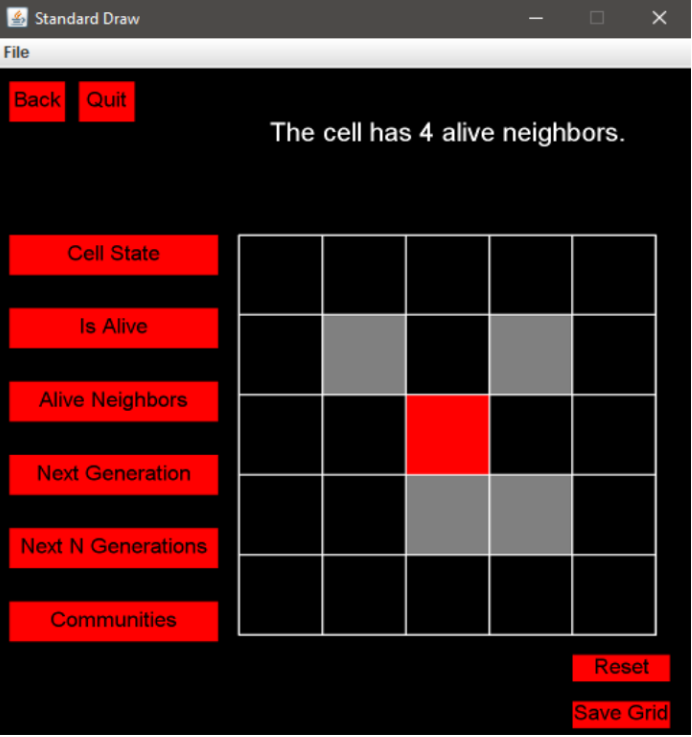 Standard Draw
File
Back Quit
The cell has 4 alive neighbors.
Cell State
Is Alive
Alive Neighbors
Next Generation
Next N Generations
Communities
Reset
Save Grid